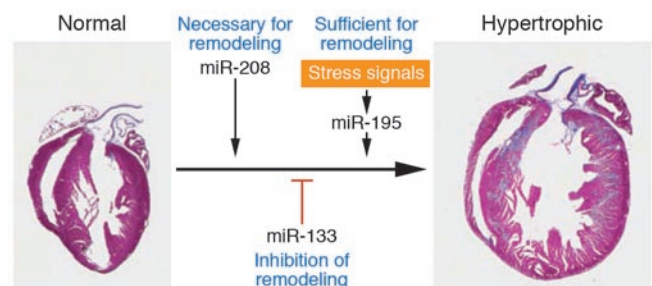 Normal
Necessary for
remodeling
miR-208
Sufficient for
remodeling
Stress signals
miR-195
Hypertrophic
miR-133
Inhibition of
remodeling